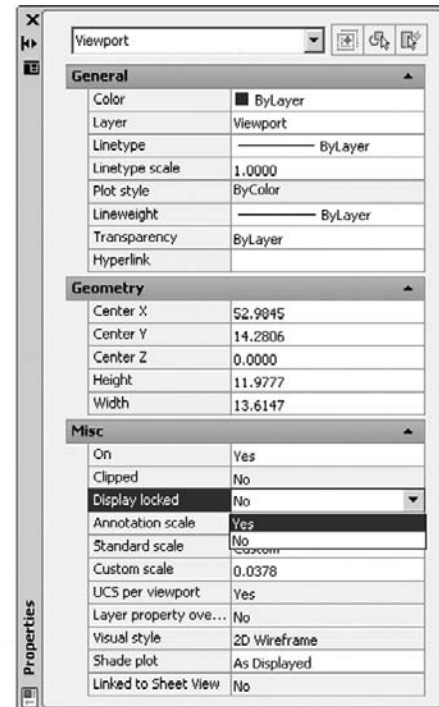 Viewport
General
Color ByLayer
Layer Viewport
Linetype ByLayer
Linetype scale 1.0000
Plot style ByColor
Lineweight ByLayer
Transparency ByLayer
Hyperlink
Geometry
Center X 52.9845
Center Y 14.2806
Center Z 0.0000
Height 11.9777
Width 13.6147
Misc
On Yes
Clipped No
Display locked No
Annotation scale Yes
No
Standard scale Custom
Custom scale 0.0378
UCS per viewport Yes
Layer property ove... No
Visual style 2D Wireframe
Shade plot As Displayed
Linked to Sheet View No
Properties